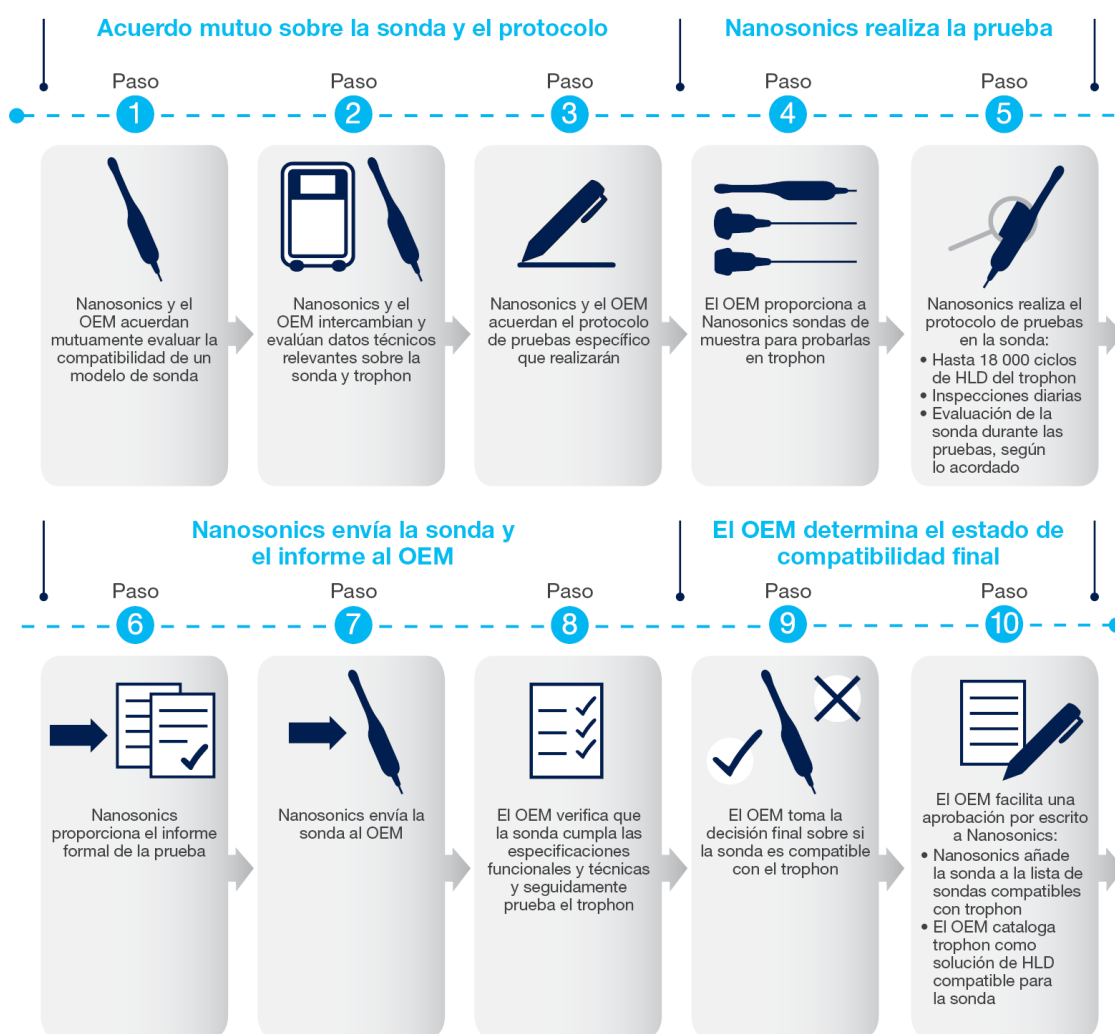 Acuerdo mutuo sobre la sonda y el protocolo
Nanosonics realiza la prueba
Paso
1
Paso
2
Paso
3
Paso
4
Paso
5
Nanosonics y el
OEM acuerdan
mutuamente evaluar la
compatibilidad de un
modelo de sonda
Nanosonics y el
OEM intercambian y
evalúan datos técnicos
relevantes sobre la
sonda y trophon
Nanosonics y el OEM
acuerdan el protocolo
de pruebas específico
que realizarán
El OEM proporciona a
Nanosonics sondas de
muestra para probarlas
en trophon
Nanosonics realiza el
protocolo de pruebas
en la sonda:
• Hasta 18 000 ciclos
de HLD del trophon
• Inspecciones diarias
• Evaluación de la
sonda durante las
pruebas, según
lo acordado
Nanosonics envía la sonda y
el informe al OEM
El OEM determina el estado de
compatibilidad final
Paso
6
Paso
7
Paso
8
Paso
9
Paso
10
Nanosonics
proporciona el informe
formal de la prueba
Nanosonics envía la
sonda al OEM
El OEM verifica que
la sonda cumpla las
especificaciones
funcionales y técnicas
y seguidamente
prueba el trophon
El OEM toma la
decisión final sobre si
la sonda es compatible
con el trophon
El OEM facilita una
aprobación por escrito
a Nanosonics:
• Nanosonics añade
la sonda a la lista de
sondas compatibles
con trophon
• El OEM cataloga
trophon como
solución de HLD
compatible para
la sonda